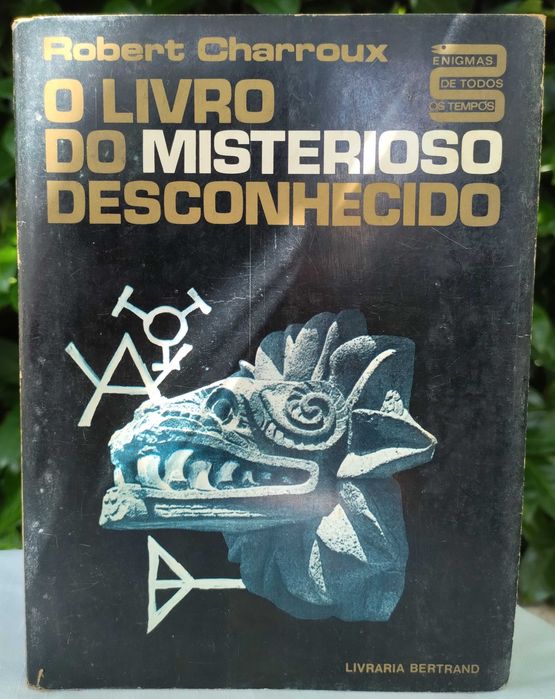 Robert Charroux
ENIGMAS
DE TODOS
OS TEMPOS
O LIVRO
DO MISTERIOSO
DESCONHECIDO
LIVRARIA BERTRAND